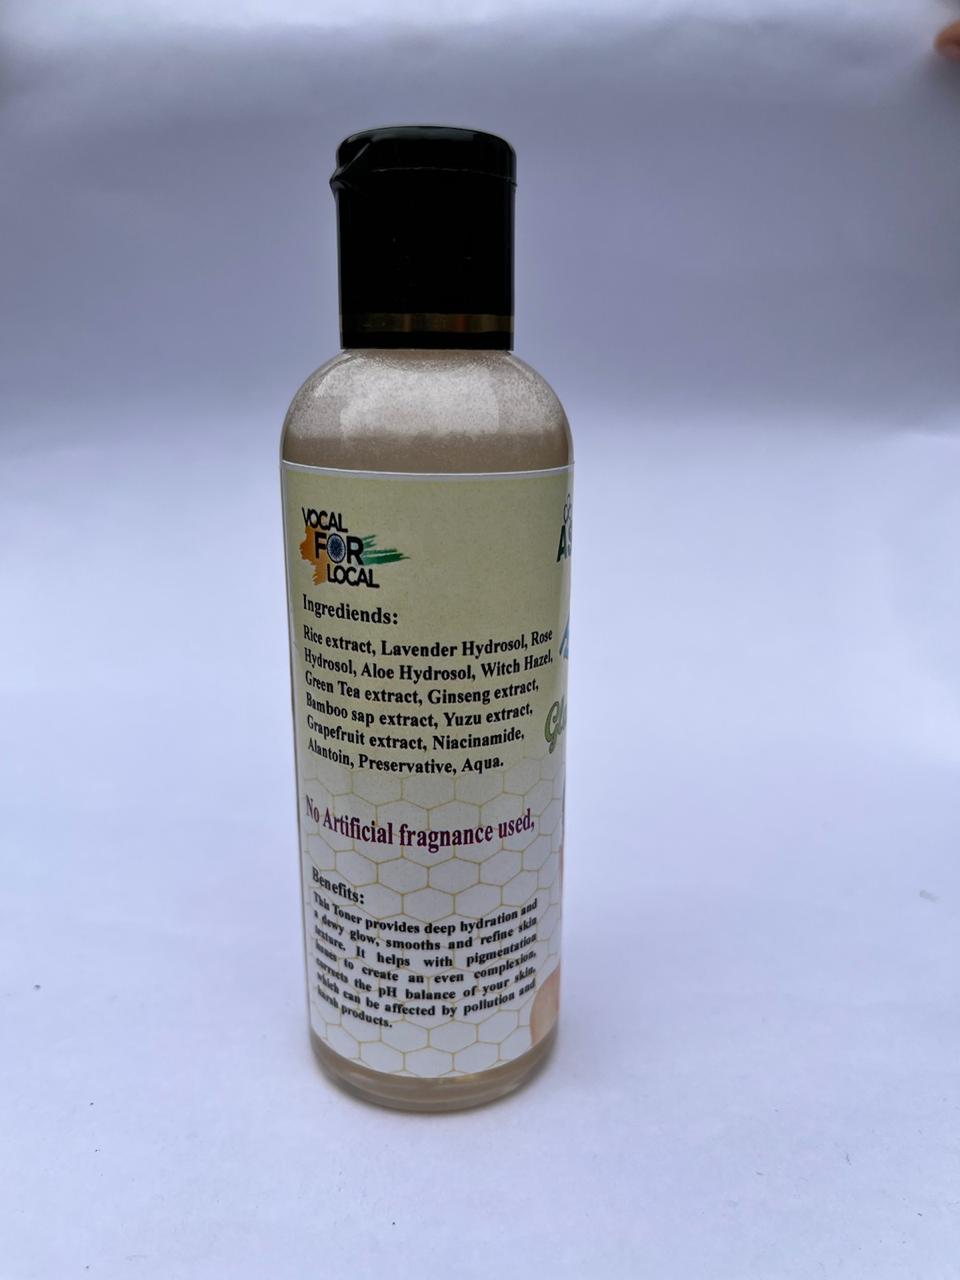 VOCAL
FOR
LOCAL
Ingrediends:
Rice extract, Lavender Hydrosol, Rose
Hydrosol, Aloe Hydrosol, Witch Hazel,
Green Tea extract, Ginseng extract,
Bamboo sap extract, Yuzu extract,
Grapefruit extract, Niacinamide,
Alantoin, Preservative, Aqua.
No Artificial fragnance used,
Benefits:
This Toner provides deep hydration and
a dewy glow, smooths and refine skin
texture. It helps with pigmentation
issues to create an even complexion,
corrects the pH balance of your skin,
which can be affected by pollution and
harsh products.